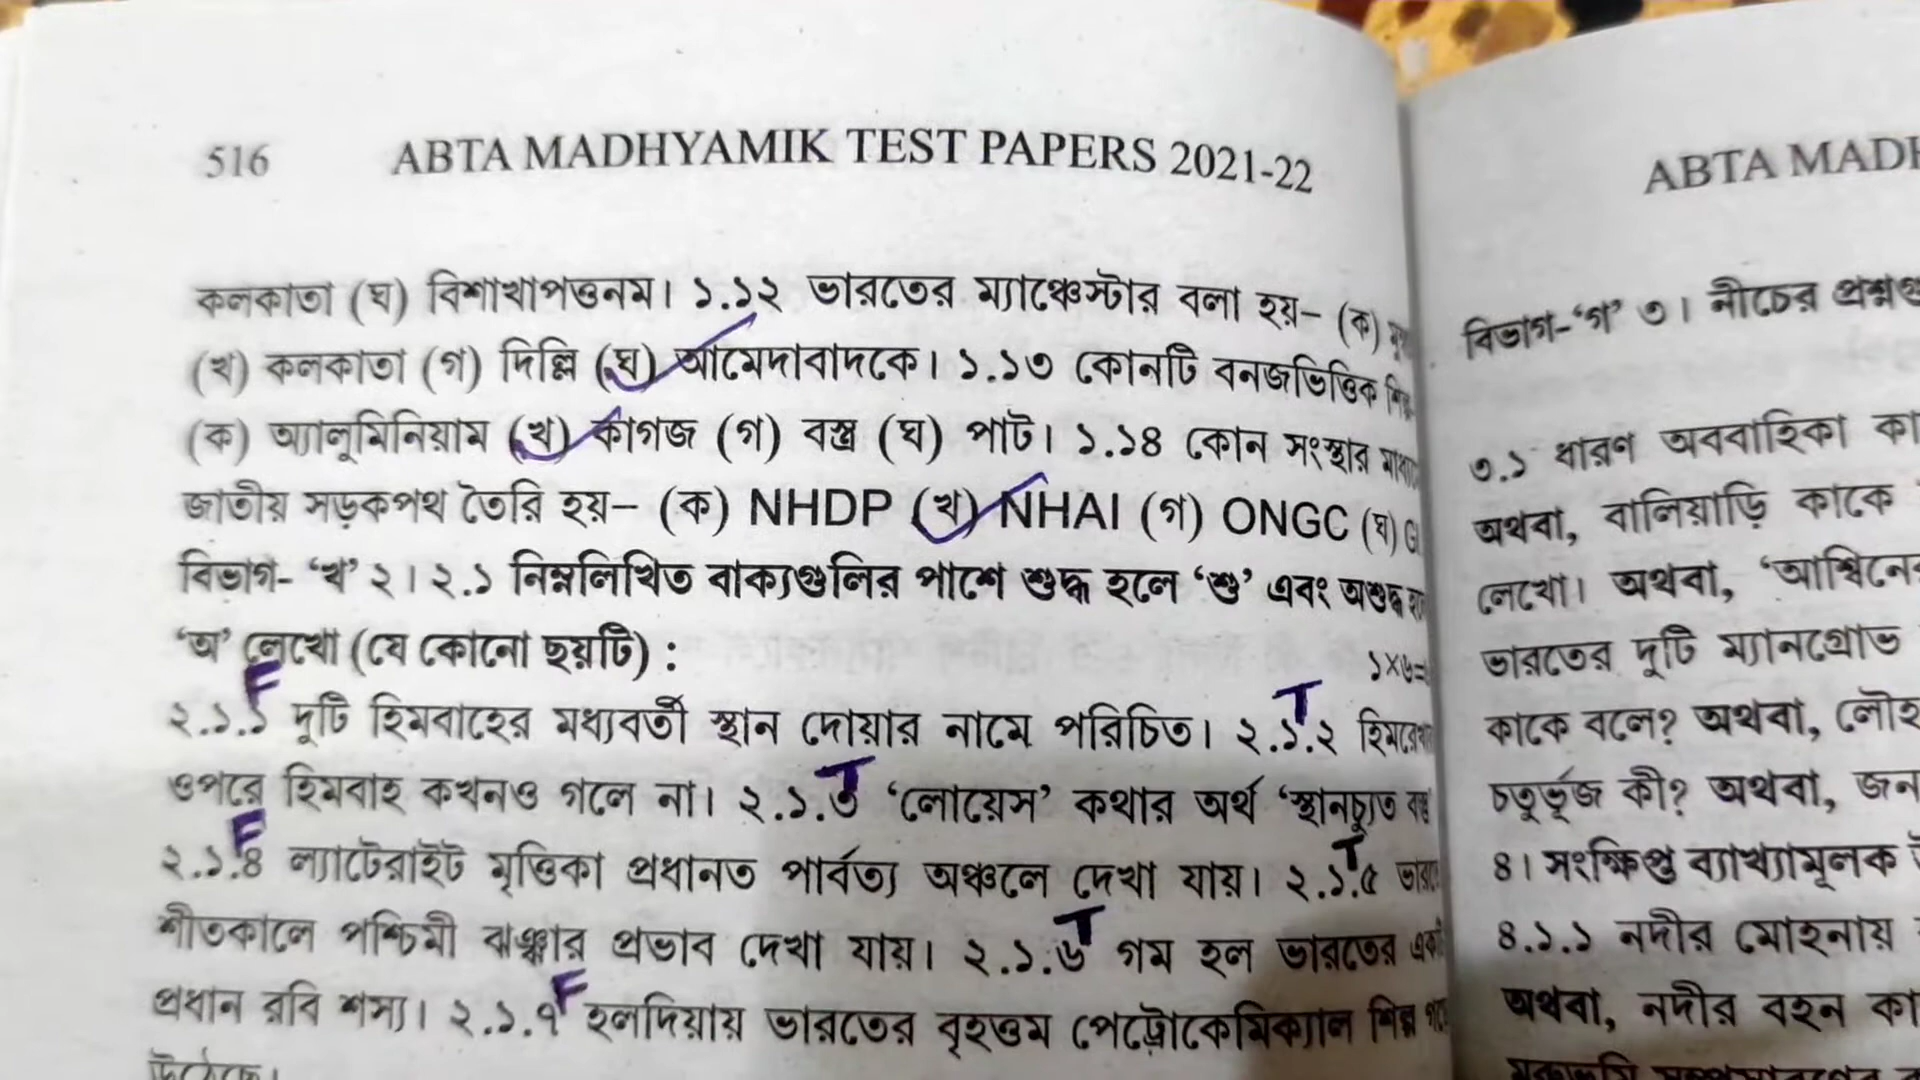 516 ABTA MADHYAMIK TEST PAPERS 2021-22
কলকাতা (ঘ) বিশাখাপত্তনম। ১.১২ ভারতের ম্যাঞ্চেস্টার বলা হয়– (ক)
(খ) কলকাতা (গ) দিল্লি (ঘ) আমেদাবাদকে। ১.১৩ কোনটি বনজভিত্তিক
(ক) অ্যালুমিনিয়াম (খ) কাগজ (গ) বস্ত্র (ঘ) পাট। ১.১৪ কোন সংস্থার
জাতীয় সড়কপথ তৈরি হয়– (ক) NHDP (খ) NHAI (গ) ONGC (ঘ)
বিভাগ- ‘খ’ ২। ২.১ নিম্নলিখিত বাক্যগুলির পাশে শুদ্ধ হলে ‘শু’ এবং অশুদ্ধ
‘অ’ লেখো (যে কোনো ছয়টি) : ১×৬=
F T
২.১.১ দুটি হিমবাহের মধ্যবর্তী স্থান দোয়ার নামে পরিচিত। ২.১.২
T
ওপরে হিমবাহ কখনও গলে না। ২.১.৩ ‘লোয়েস’ কথার অর্থ ‘স্থানচ্যুত
F T
২.১.৪ ল্যাটেরাইট মৃত্তিকা প্রধানত পার্বত্য অঞ্চলে দেখা যায়। ২.১.৫
T
শীতকালে পশ্চিমী ঝঞ্ঝার প্রভাব দেখা যায়। ২.১.৬ গম হল ভারতের
F
প্রধান রবি শস্য। ২.১.৭ হলদিয়ায় ভারতের বৃহত্তম পেট্রোকেমিক্যাল শিল্প
ABTA
বিভাগ-‘গ’ ৩। নীচের
৩.১ ধারণ অববাহিকা
অথবা, বালিয়াড়ি কাকে
লেখো। অথবা,
ভারতের দুটি ম্যানগ্রোভ
কাকে বলে? অথবা,
চতুর্ভূজ কী? অথবা,
৪। সংক্ষিপ্ত ব্যাখ্যামূলক
৪.১.১ নদীর মোহনায়
অথবা, নদীর বহন